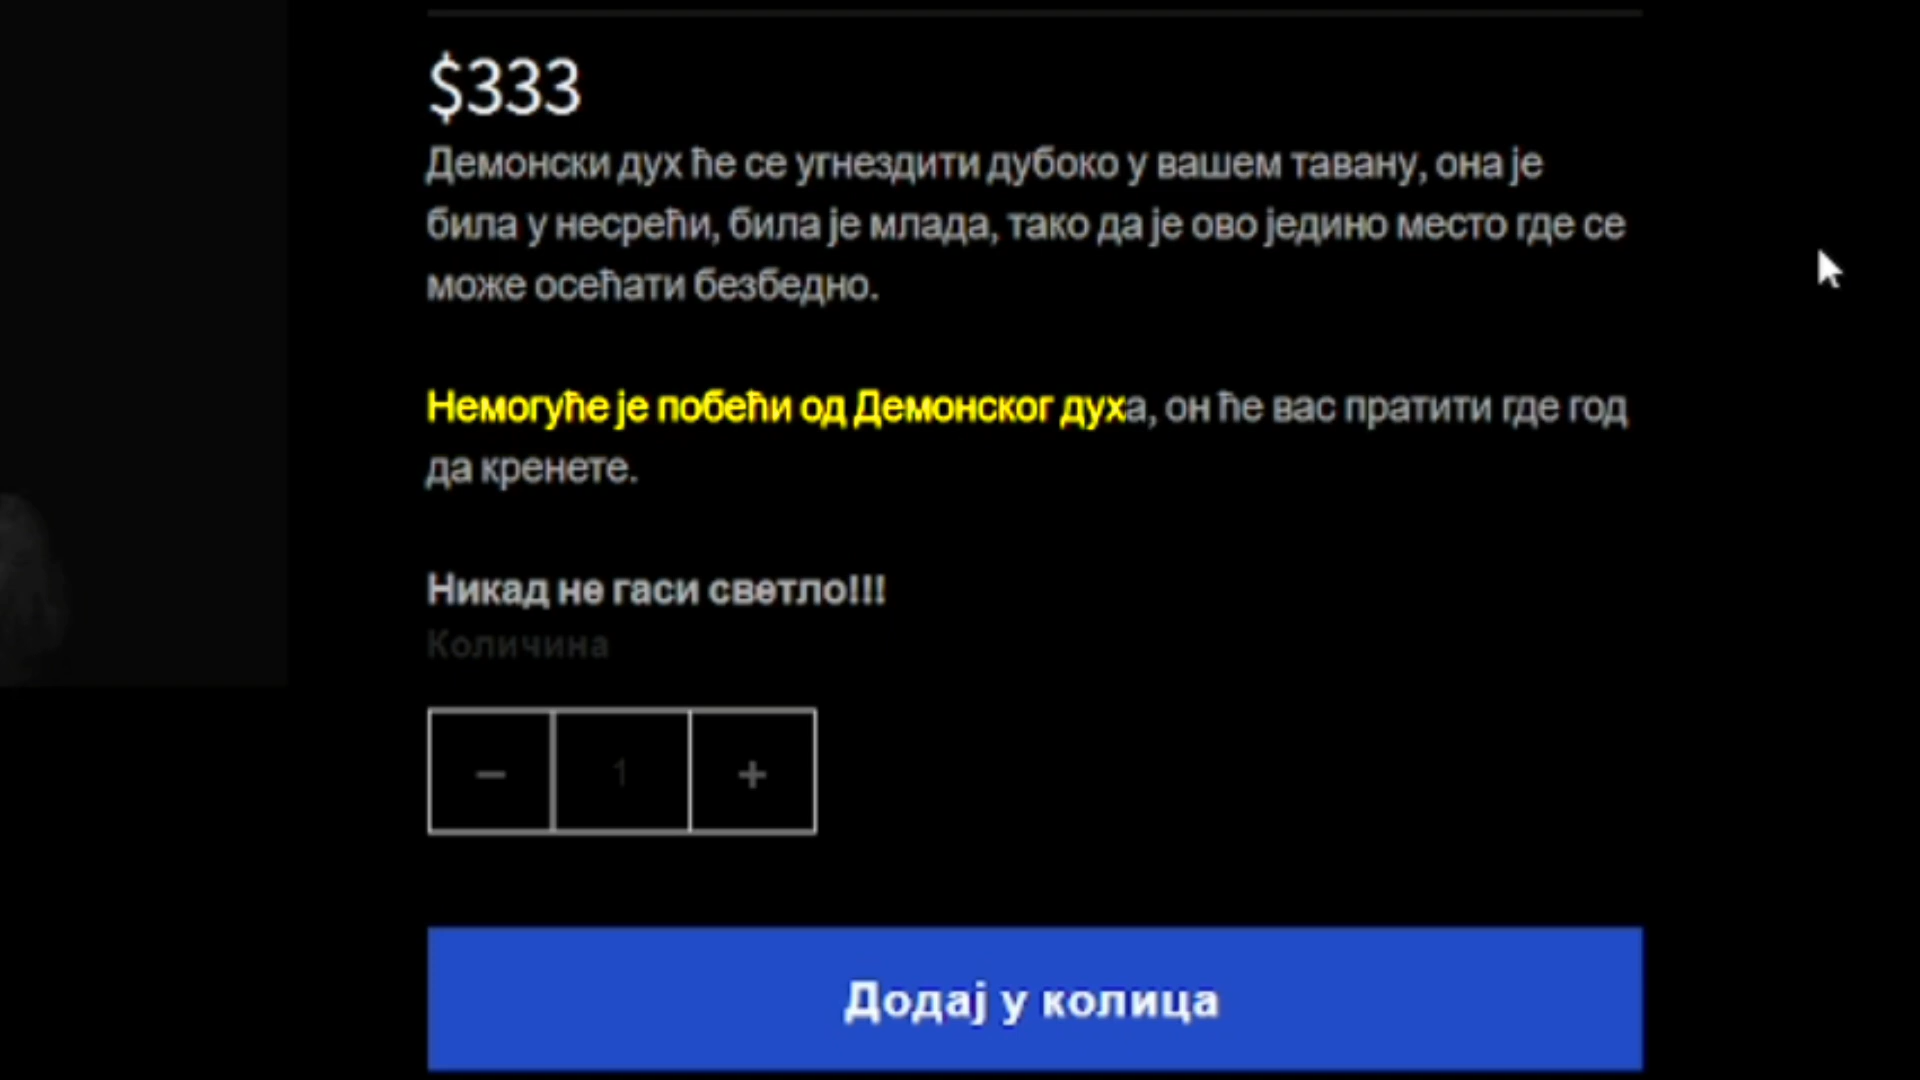 $333
Демонски дух ће се угнездити дубоко у вашем тавану, она је
била у несрећи, била је млада, тако да је ово једино место где се
може осећати безбедно.
Немогуће је побећи од Демонског духа, он ће вас пратити где год
да кренете.
Никад не гаси светло!!!
Количина
− 1 +
Додај у колица